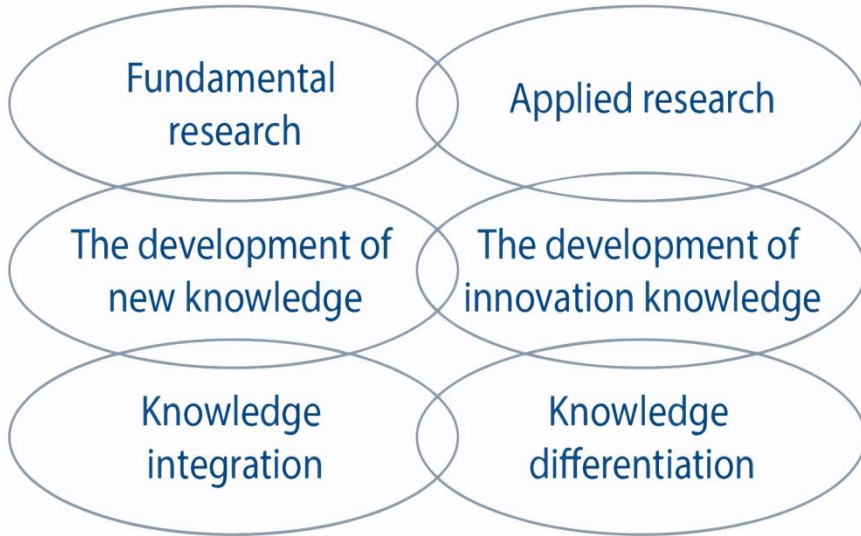 Fundamental
research
Applied research
The development of
new knowledge
The development of
innovation knowledge
Knowledge
integration
Knowledge
differentiation